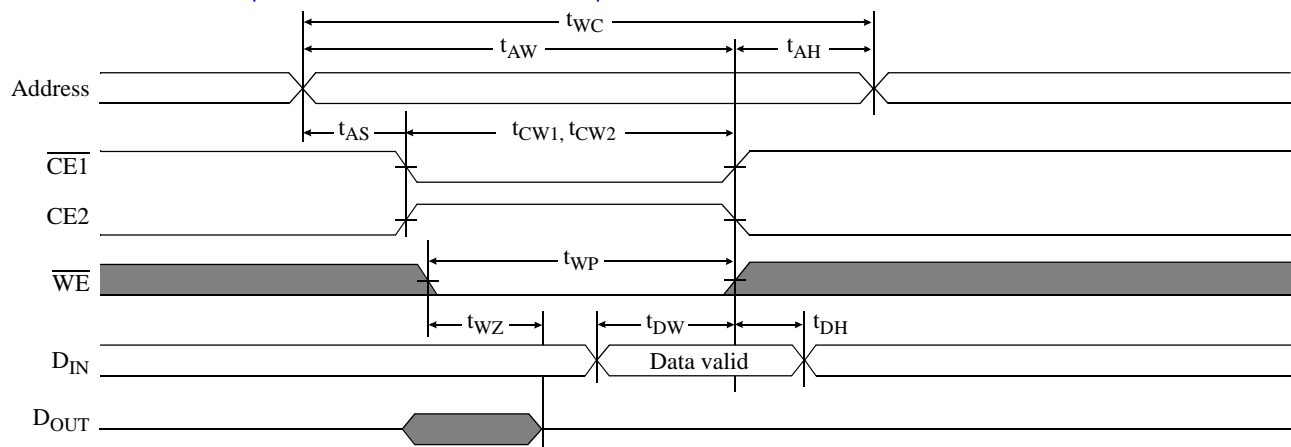 tWC
tAW
tAH
Address
tAS
tCW1, tCW2
CE1
CE2
tWP
WE
tWZ
tDW
tDH
DIN
Data valid
DOUT